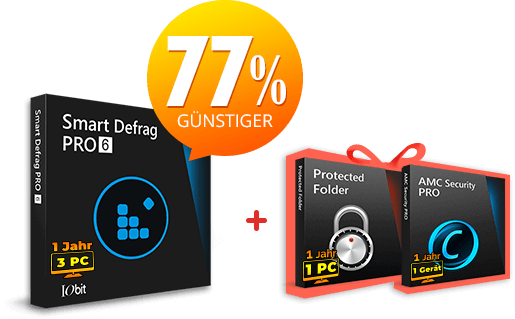 77%
GÜNSTIGER
Smart Defrag PRO 6
Smart Defrag
PRO 6
1 Jahr
3 PC
IObit
+
Protected Folder
Protected
Folder
1 Jahr
1 PC
AMC Security PRO
AMC Security
PRO
1 Jahr
1 Gerät